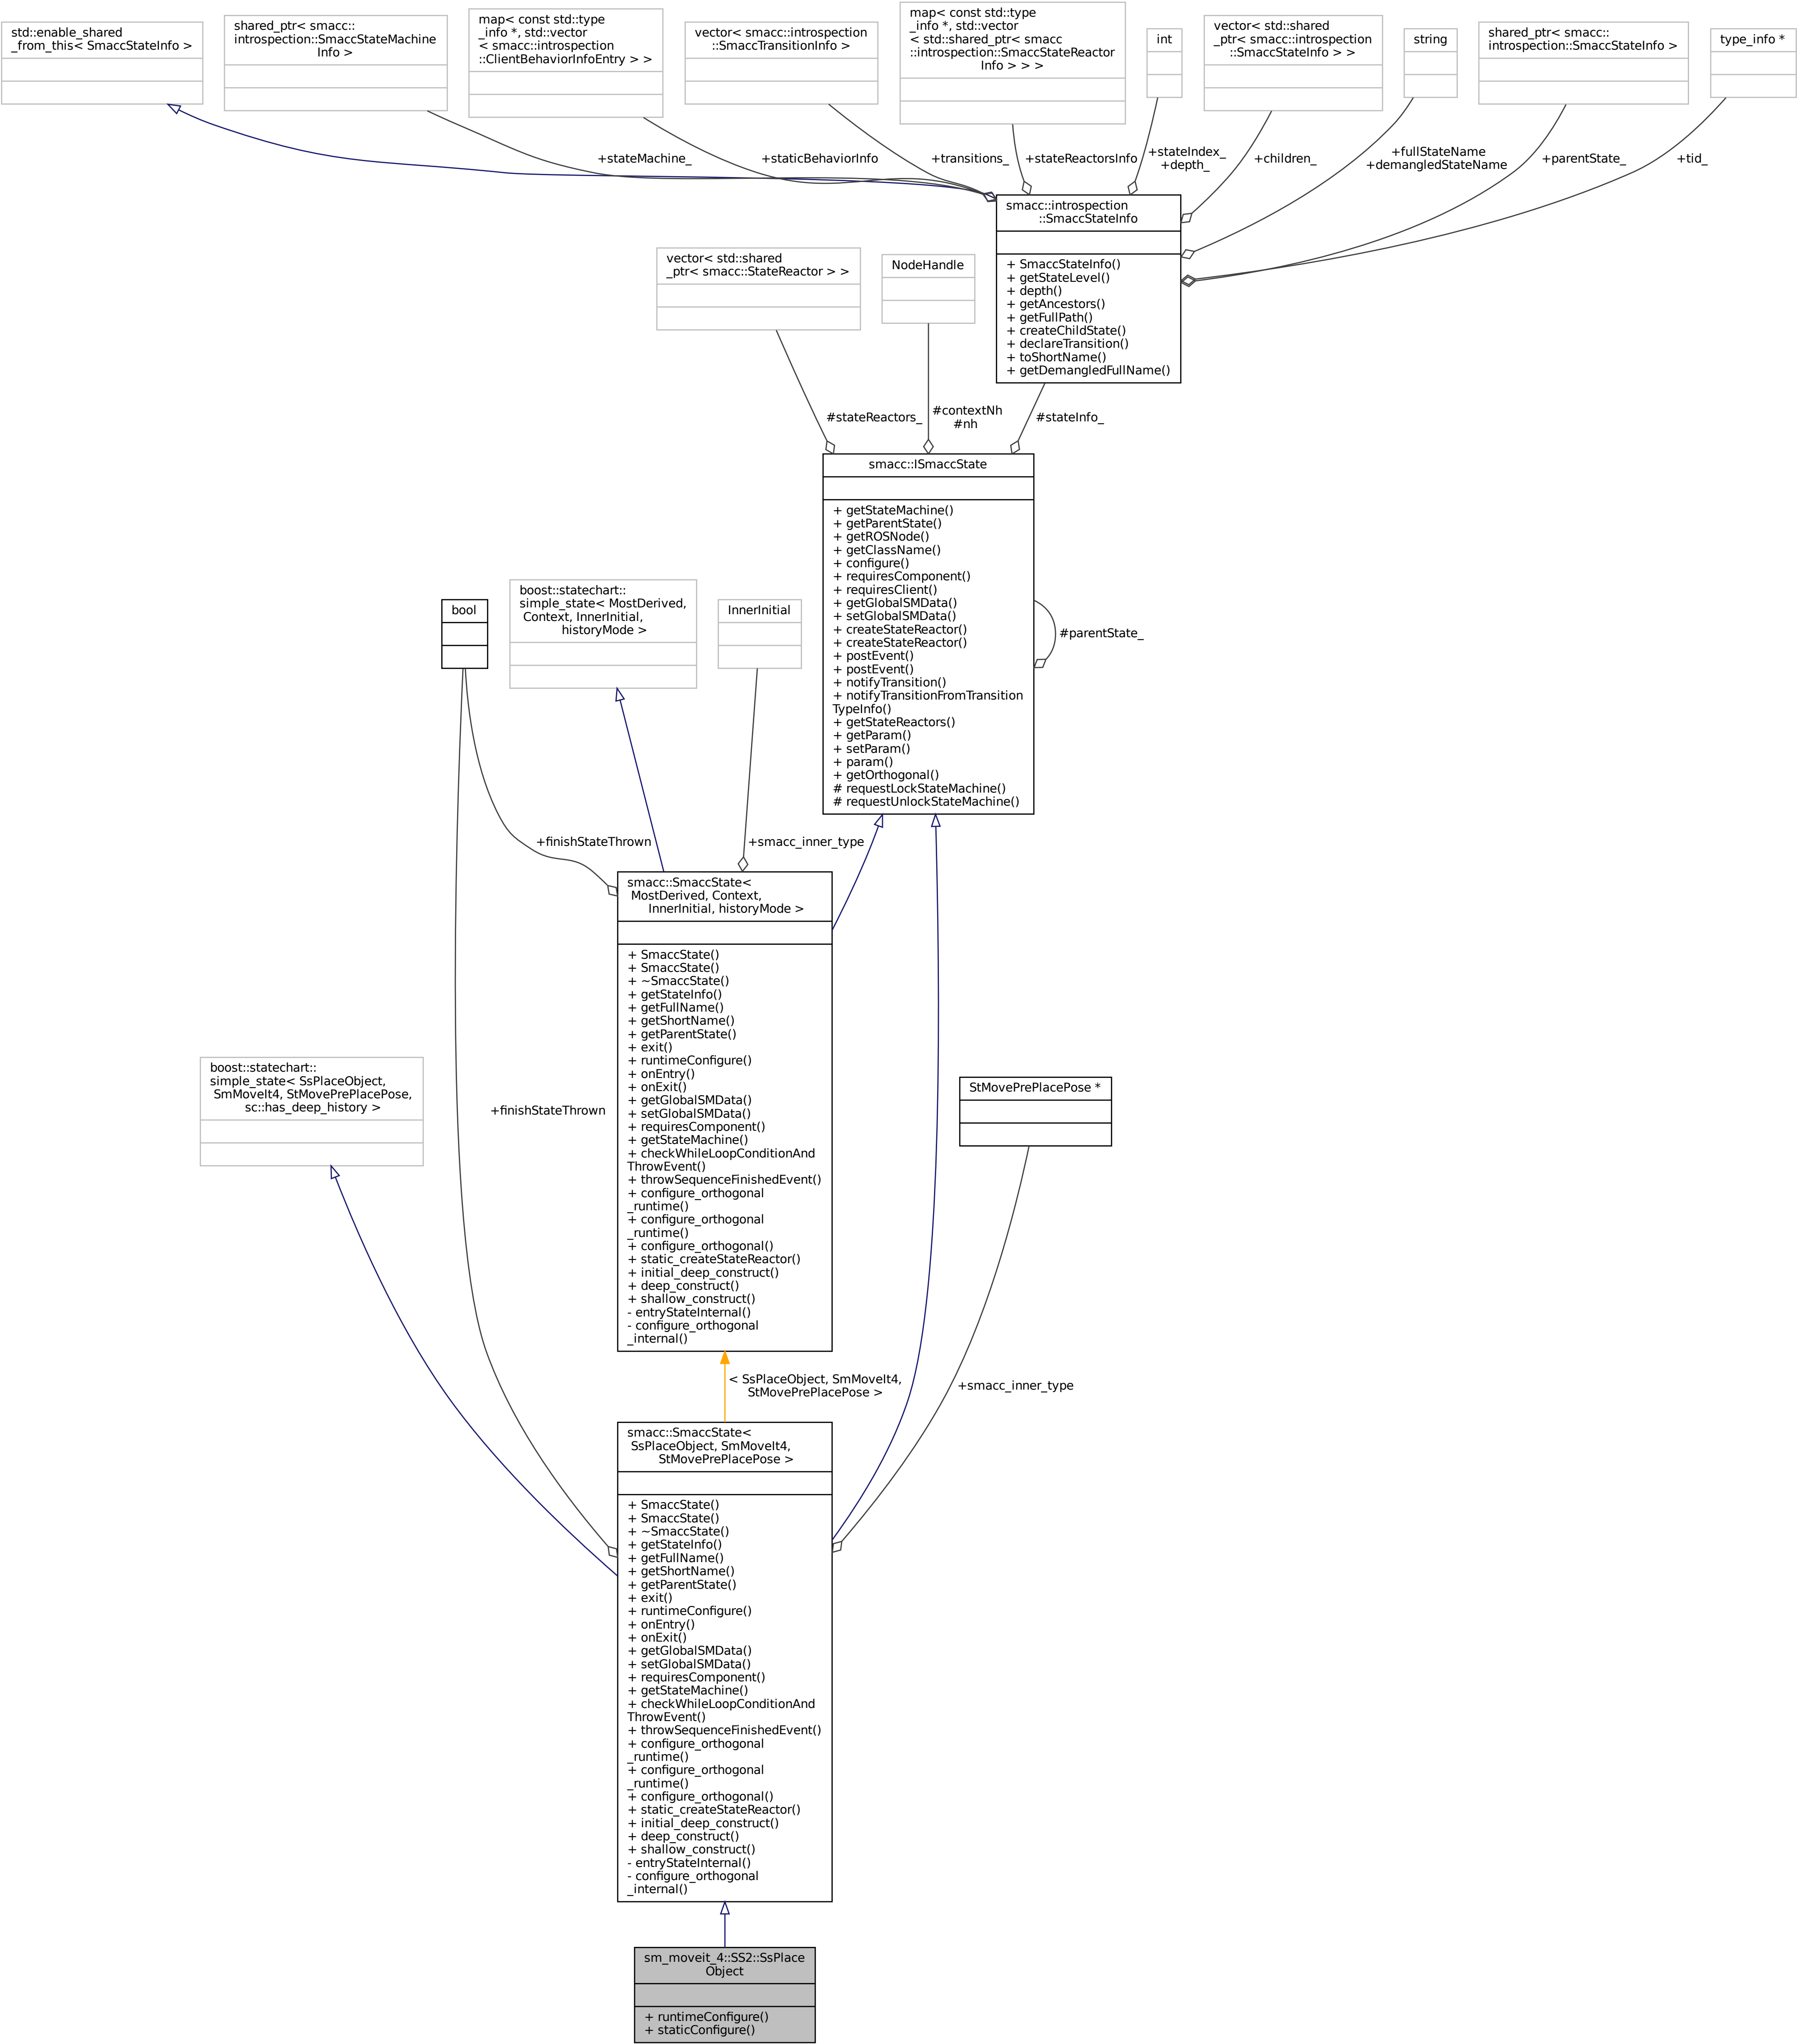 std::enable_shared
_from_this< SmaccStateInfo >
shared_ptr< smacc::
introspection::SmaccStateMachine
Info >
map< const std::type
_info *, std::vector
< smacc::introspection
::ClientBehaviorInfoEntry > >
vector< smacc::introspection
::SmaccTransitionInfo >
map< const std::type
_info *, std::vector
< std::shared_ptr< smacc
::introspection::SmaccStateReactor
Info > > >
int
vector< std::shared
_ptr< smacc::introspection
::SmaccStateInfo > >
string
shared_ptr< smacc::
introspection::SmaccStateInfo >
type_info *
+stateMachine_
+staticBehaviorInfo
+transitions_
+stateReactorsInfo
+stateIndex_
+depth_
+children_
+fullStateName
+demangledStateName
+parentState_
+tid_
smacc::introspection
::SmaccStateInfo
+ SmaccStateInfo()
+ getStateLevel()
+ depth()
+ getAncestors()
+ getFullPath()
+ createChildState()
+ declareTransition()
+ toShortName()
+ getDemangledFullName()
vector< std::shared
_ptr< smacc::StateReactor > >
NodeHandle
#stateReactors_
#contextNh
#nh
#stateInfo_
smacc::ISmaccState
+ getStateMachine()
+ getParentState()
+ getROSNode()
+ getClassName()
+ configure()
+ requiresComponent()
+ requiresClient()
+ getGlobalSMData()
+ setGlobalSMData()
+ createStateReactor()
+ createStateReactor()
+ postEvent()
+ postEvent()
+ notifyTransition()
+ notifyTransitionFromTransition
TypeInfo()
+ getStateReactors()
+ getParam()
+ setParam()
+ param()
+ getOrthogonal()
# requestLockStateMachine()
# requestUnlockStateMachine()
#parentState_
bool
boost::statechart::
simple_state< MostDerived,
Context, InnerInitial,
historyMode >
InnerInitial
+finishStateThrown
+smacc_inner_type
smacc::SmaccState<
MostDerived, Context,
InnerInitial, historyMode >
+ SmaccState()
+ SmaccState()
+ ~SmaccState()
+ getStateInfo()
+ getFullName()
+ getShortName()
+ getParentState()
+ exit()
+ runtimeConfigure()
+ onEntry()
+ onExit()
+ getGlobalSMData()
+ setGlobalSMData()
+ requiresComponent()
+ getStateMachine()
+ checkWhileLoopConditionAnd
ThrowEvent()
+ throwSequenceFinishedEvent()
+ configure_orthogonal
_runtime()
+ configure_orthogonal
_runtime()
+ configure_orthogonal()
+ static_createStateReactor()
+ initial_deep_construct()
+ deep_construct()
+ shallow_construct()
- entryStateInternal()
- configure_orthogonal
_internal()
boost::statechart::
simple_state< SsPlaceObject,
SmMoveIt4, StMovePrePlacePose,
sc::has_deep_history >
+finishStateThrown
StMovePrePlacePose *
< SsPlaceObject, SmMoveIt4,
StMovePrePlacePose >
+smacc_inner_type
smacc::SmaccState<
SsPlaceObject, SmMoveIt4,
StMovePrePlacePose >
+ SmaccState()
+ SmaccState()
+ ~SmaccState()
+ getStateInfo()
+ getFullName()
+ getShortName()
+ getParentState()
+ exit()
+ runtimeConfigure()
+ onEntry()
+ onExit()
+ getGlobalSMData()
+ setGlobalSMData()
+ requiresComponent()
+ getStateMachine()
+ checkWhileLoopConditionAnd
ThrowEvent()
+ throwSequenceFinishedEvent()
+ configure_orthogonal
_runtime()
+ configure_orthogonal
_runtime()
+ configure_orthogonal()
+ static_createStateReactor()
+ initial_deep_construct()
+ deep_construct()
+ shallow_construct()
- entryStateInternal()
- configure_orthogonal
_internal()
sm_moveit_4::SS2::SsPlace
Object
+ runtimeConfigure()
+ staticConfigure()